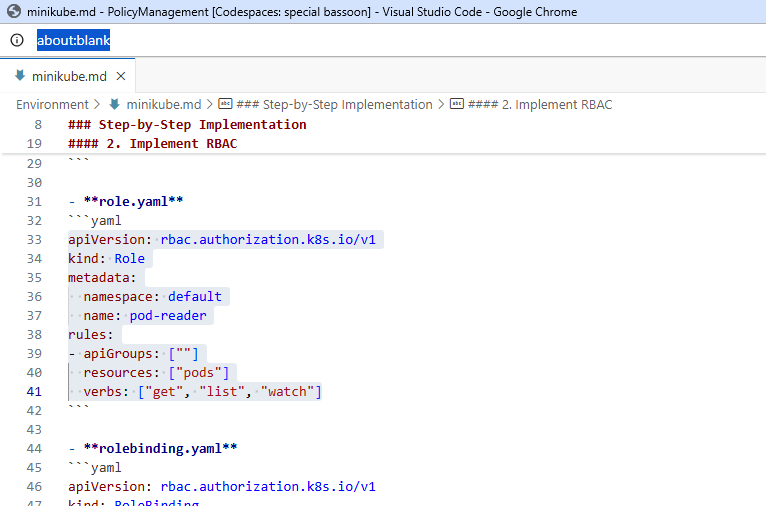 minikube.md - PolicyManagement [Codespaces: special bassoon] - Visual Studio Code - Google Chrome
about:blank
minikube.md ×
Environment > minikube.md > ### Step-by-Step Implementation > #### 2. Implement RBAC
8 ### Step-by-Step Implementation
19 #### 2. Implement RBAC
29 ```
30
31 - **role.yaml**
32 ```yaml
33 apiVersion: rbac.authorization.k8s.io/v1
34 kind: Role
35 metadata:
36   namespace: default
37   name: pod-reader
38 rules:
39 - apiGroups: [""]
40   resources: ["pods"]
41   verbs: ["get", "list", "watch"]
42 ```
43
44 - **rolebinding.yaml**
45 ```yaml
46 apiVersion: rbac.authorization.k8s.io/v1
47 kind: RoleBinding